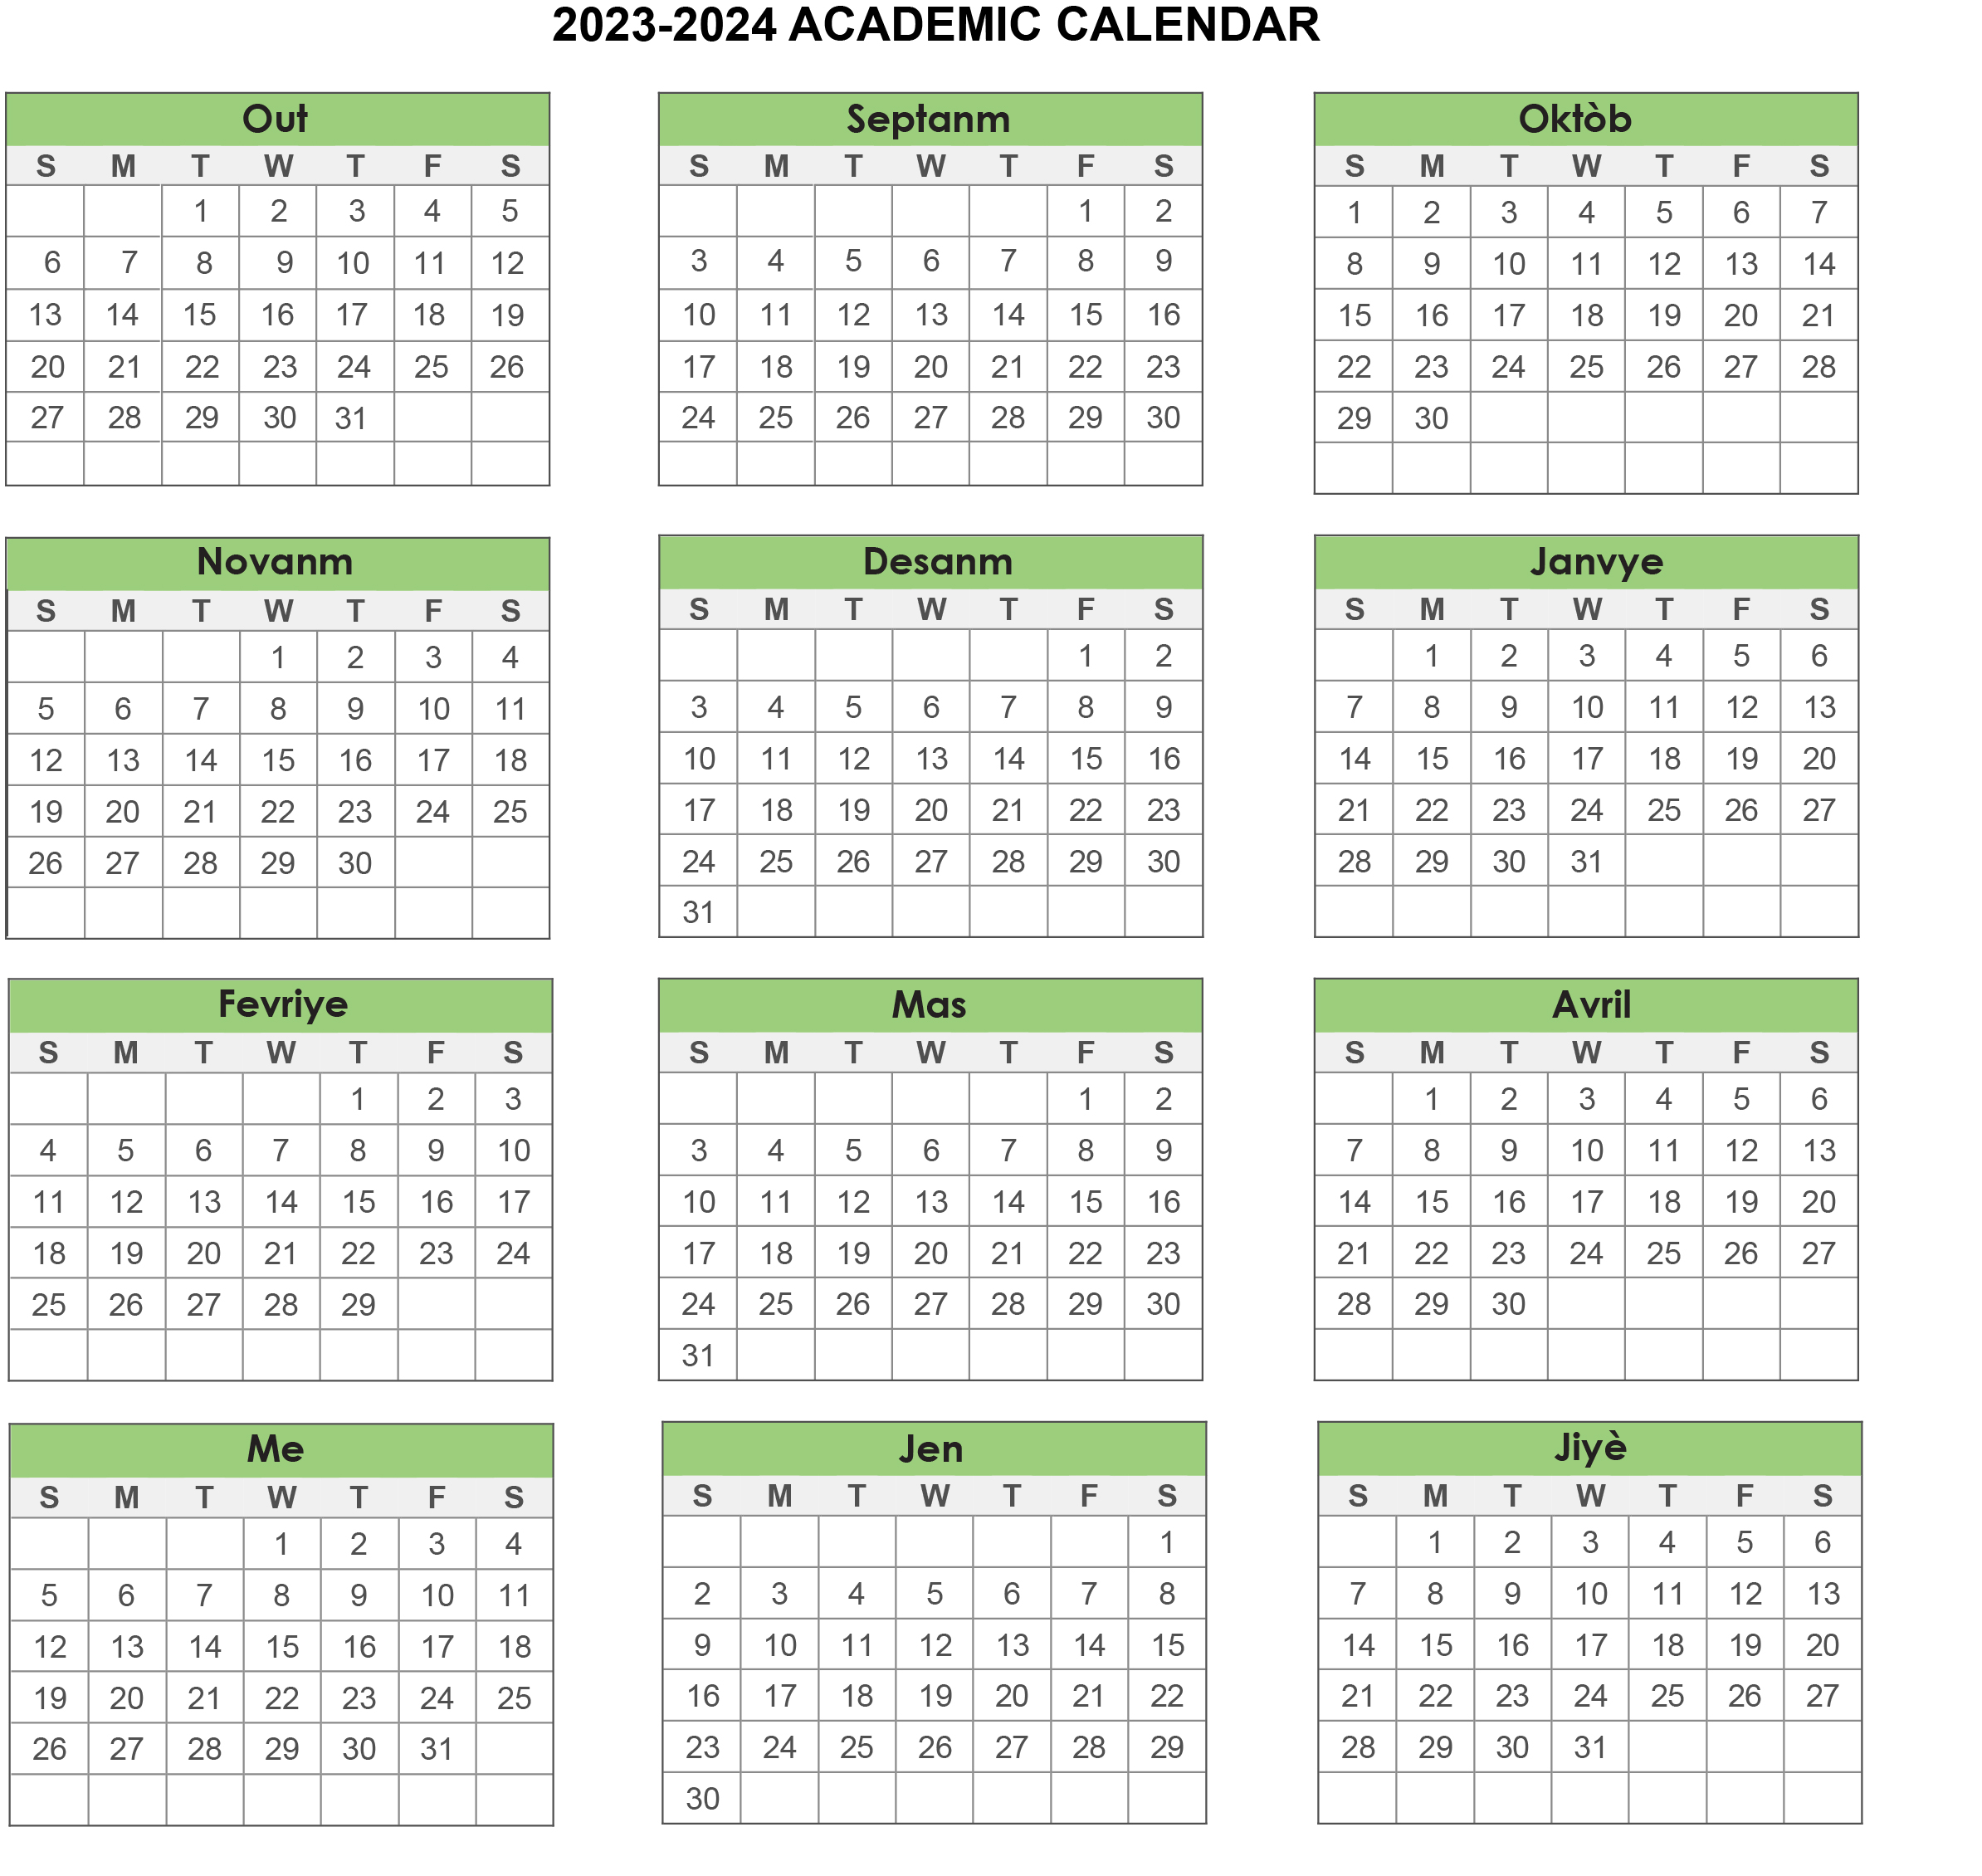 2023-2024 ACADEMIC CALENDAR
Out
S M T W T F S
1 2 3 4 5
6 7 8 9 10 11 12
13 14 15 16 17 18 19
20 21 22 23 24 25 26
27 28 29 30 31
Septanm
S M T W T F S
1 2
3 4 5 6 7 8 9
10 11 12 13 14 15 16
17 18 19 20 21 22 23
24 25 26 27 28 29 30
Oktòb
S M T W T F S
1 2 3 4 5 6 7
8 9 10 11 12 13 14
15 16 17 18 19 20 21
22 23 24 25 26 27 28
29 30
Novanm
S M T W T F S
1 2 3 4
5 6 7 8 9 10 11
12 13 14 15 16 17 18
19 20 21 22 23 24 25
26 27 28 29 30
Desanm
S M T W T F S
1 2
3 4 5 6 7 8 9
10 11 12 13 14 15 16
17 18 19 20 21 22 23
24 25 26 27 28 29 30
31
Janvye
S M T W T F S
1 2 3 4 5 6
7 8 9 10 11 12 13
14 15 16 17 18 19 20
21 22 23 24 25 26 27
28 29 30 31
Fevriye
S M T W T F S
1 2 3
4 5 6 7 8 9 10
11 12 13 14 15 16 17
18 19 20 21 22 23 24
25 26 27 28 29
Mas
S M T W T F S
1 2
3 4 5 6 7 8 9
10 11 12 13 14 15 16
17 18 19 20 21 22 23
24 25 26 27 28 29 30
31
Avril
S M T W T F S
1 2 3 4 5 6
7 8 9 10 11 12 13
14 15 16 17 18 19 20
21 22 23 24 25 26 27
28 29 30
Me
S M T W T F S
1 2 3 4
5 6 7 8 9 10 11
12 13 14 15 16 17 18
19 20 21 22 23 24 25
26 27 28 29 30 31
Jen
S M T W T F S
1
2 3 4 5 6 7 8
9 10 11 12 13 14 15
16 17 18 19 20 21 22
23 24 25 26 27 28 29
30
Jiyè
S M T W T F S
1 2 3 4 5 6
7 8 9 10 11 12 13
14 15 16 17 18 19 20
21 22 23 24 25 26 27
28 29 30 31